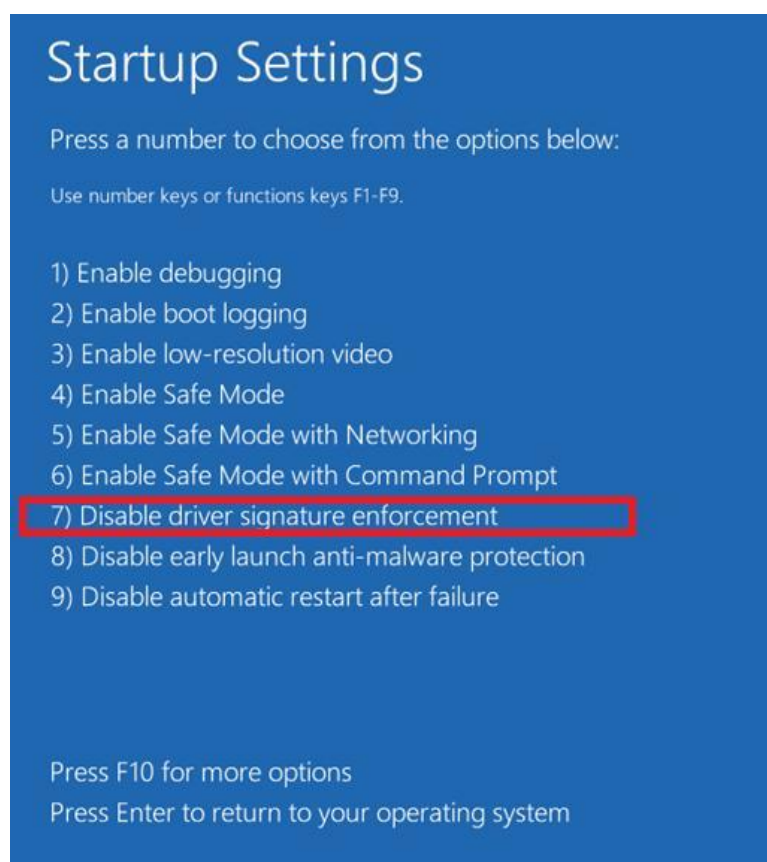 Startup Settings
Press a number to choose from the options below:
Use number keys or functions keys F1-F9.
1) Enable debugging
2) Enable boot logging
3) Enable low-resolution video
4) Enable Safe Mode
5) Enable Safe Mode with Networking
6) Enable Safe Mode with Command Prompt
7) Disable driver signature enforcement
8) Disable early launch anti-malware protection
9) Disable automatic restart after failure
Press F10 for more options
Press Enter to return to your operating system